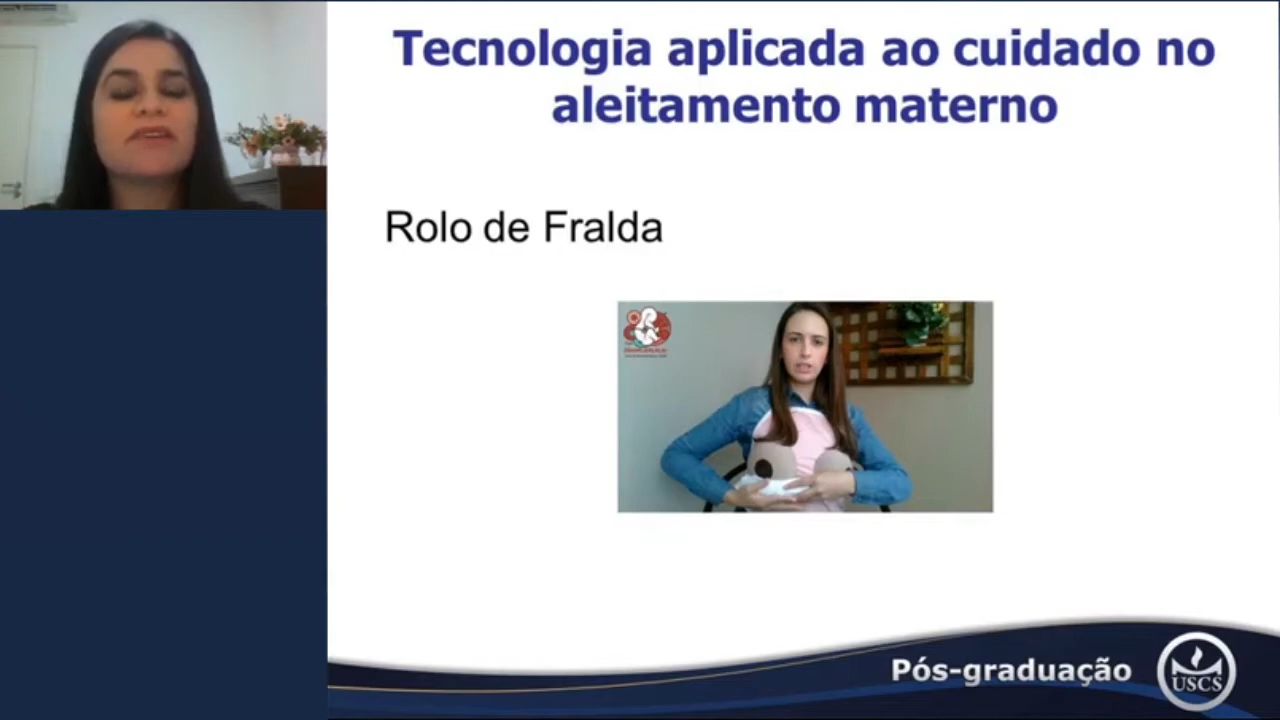 Tecnologia aplicada ao cuidado no
aleitamento materno
Rolo de Fralda
Pós-graduação
USCS